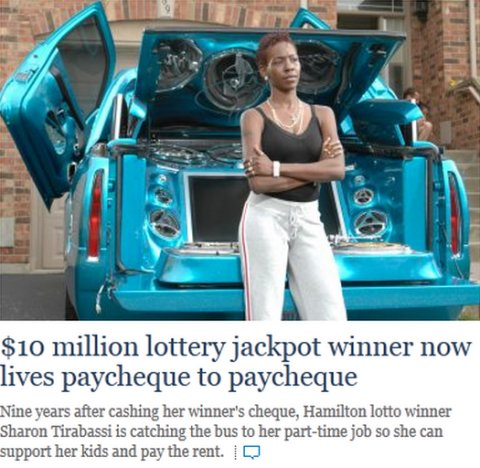 $10 million lottery jackpot winner now
lives paycheque to paycheque
Nine years after cashing her winner's cheque, Hamilton lotto winner
Sharon Tirabassi is catching the bus to her part-time job so she can
support her kids and pay the rent.